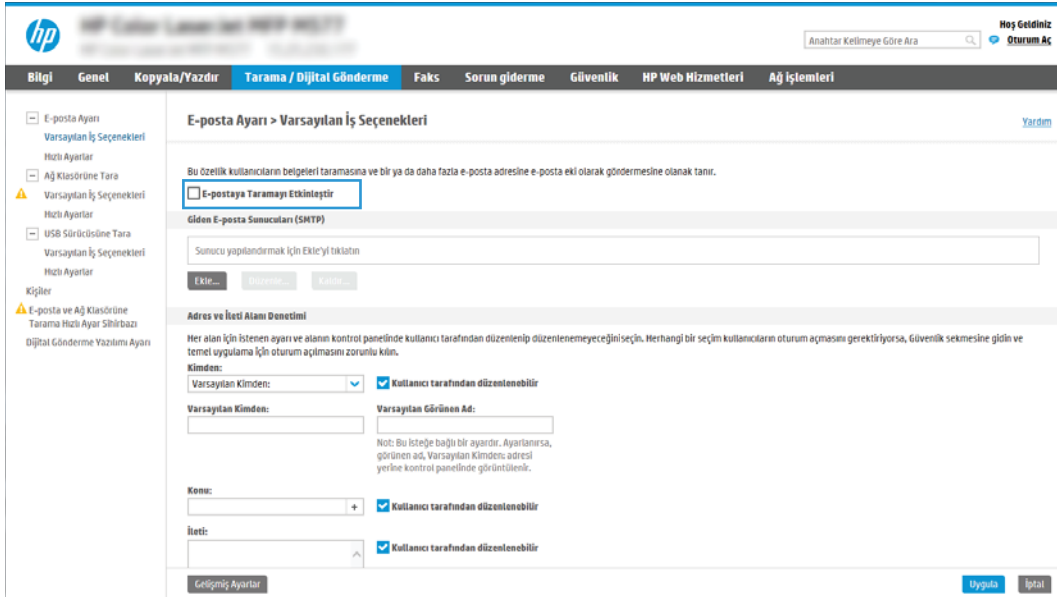 hp
Hoş Geldiniz
Anahtar Kelimeye Göre Ara
Oturum Aç
Bilgi Genel Kopyala/Yazdır Tarama / Dijital Gönderme Faks Sorun giderme Güvenlik HP Web Hizmetleri Ağ işlemleri
E-posta Ayarı
Varsayılan İş Seçenekleri
Hızlı Ayarlar
Ağ Klasörüne Tara
Varsayılan İş Seçenekleri
Hızlı Ayarlar
USB Sürücüsüne Tara
Varsayılan İş Seçenekleri
Hızlı Ayarlar
Kişiler
E-posta ve Ağ Klasörüne
Tarama Hızlı Ayar Sihirbazı
Dijital Gönderme Yazılımı Ayarı
E-posta Ayarı > Varsayılan İş Seçenekleri
Yardım
Bu özellik kullanıcıların belgeleri taramasına ve bir ya da daha fazla e-posta adresine e-posta eki olarak göndermesine olanak tanır.
E-postaya Taramayı Etkinleştir
Giden E-posta Sunucuları (SMTP)
Sunucu yapılandırmak için Ekle'yi tıklatın
Ekle... Düzenle... Kaldır...
Adres ve İleti Alanı Denetimi
Her alan için istenen ayarı ve alanın kontrol panelinde kullanıcı tarafından düzenlenip düzenlenemeyeceğini seçin. Herhangi bir seçim kullanıcıların oturum açmasını gerektiriyorsa, Güvenlik sekmesine gidin ve
temel uygulama için oturum açılmasını zorunlu kılın.
Kimden:
Varsayılan Kimden: Kullanıcı tarafından düzenlenebilir
Varsayılan Kimden: Varsayılan Görünen Ad:
Not: Bu isteğe bağlı bir ayardır. Ayarlanırsa,
görünen ad, Varsayılan Kimden: adresi
yerine kontrol panelinde görüntülenir.
Konu:
+ Kullanıcı tarafından düzenlenebilir
İleti:
Kullanıcı tarafından düzenlenebilir
Gelişmiş Ayarlar
Uygula İptal